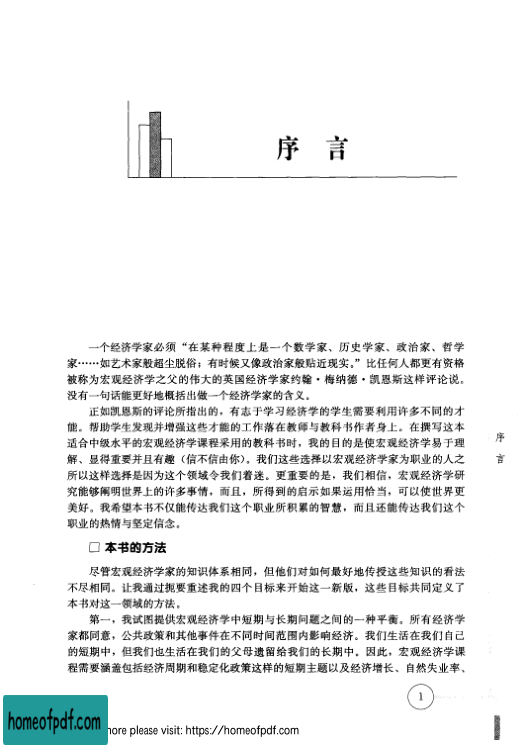 序 言
一个经济学家必须“在某种程度上是一个数学家、历史学家、政治家、哲学
家……如艺术家般超尘脱俗；有时候又像政治家般贴近现实。”比任何人都更有资格
被称为宏观经济学之父的伟大的英国经济学家约翰·梅纳德·凯恩斯这样评论说。
没有一句话能更好地概括出做一个经济学家的含义。
正如凯恩斯的评论所指出的，有志于学习经济学的学生需要利用许多不同的才
能。帮助学生发现并增强这些才能的工作落在教师与教科书作者身上。在撰写这本
适合中级水平的宏观经济学课程采用的教科书时，我的目的是使宏观经济学易于理
解、显得重要并且有趣（信不信由你）。我们这些选择以宏观经济学家为职业的人之
所以这样选择是因为这个领域令我们着迷。更重要的是，我们相信，宏观经济学研
究能够阐明世界上的许多事情，而且，所得到的启示如果运用恰当，可以使世界更
美好。我希望本书不仅能传达我们这个职业所积累的智慧，而且还能传达我们这个
职业的热情与坚定信念。
序
言
□ 本书的方法
尽管宏观经济学家的知识体系相同，但他们对如何最好地传授这些知识的看法
不尽相同。让我通过扼要重述我的四个目标来开始这一新版，这些目标共同定义了
本书对这一领域的方法。
第一，我试图提供宏观经济学中短期与长期问题之间的一种平衡。所有经济学
家都同意，公共政策和其他事件在不同时间范围内影响经济。我们生活在我们自己
的短期中，但我们也生活在我们的父母遗留给我们的长期中。因此，宏观经济学课
程需要涵盖包括经济周期和稳定化政策这样的短期主题以及经济增长、自然失业率、
1
homeofpdf.com
more please visit: https://homeofpdf.com